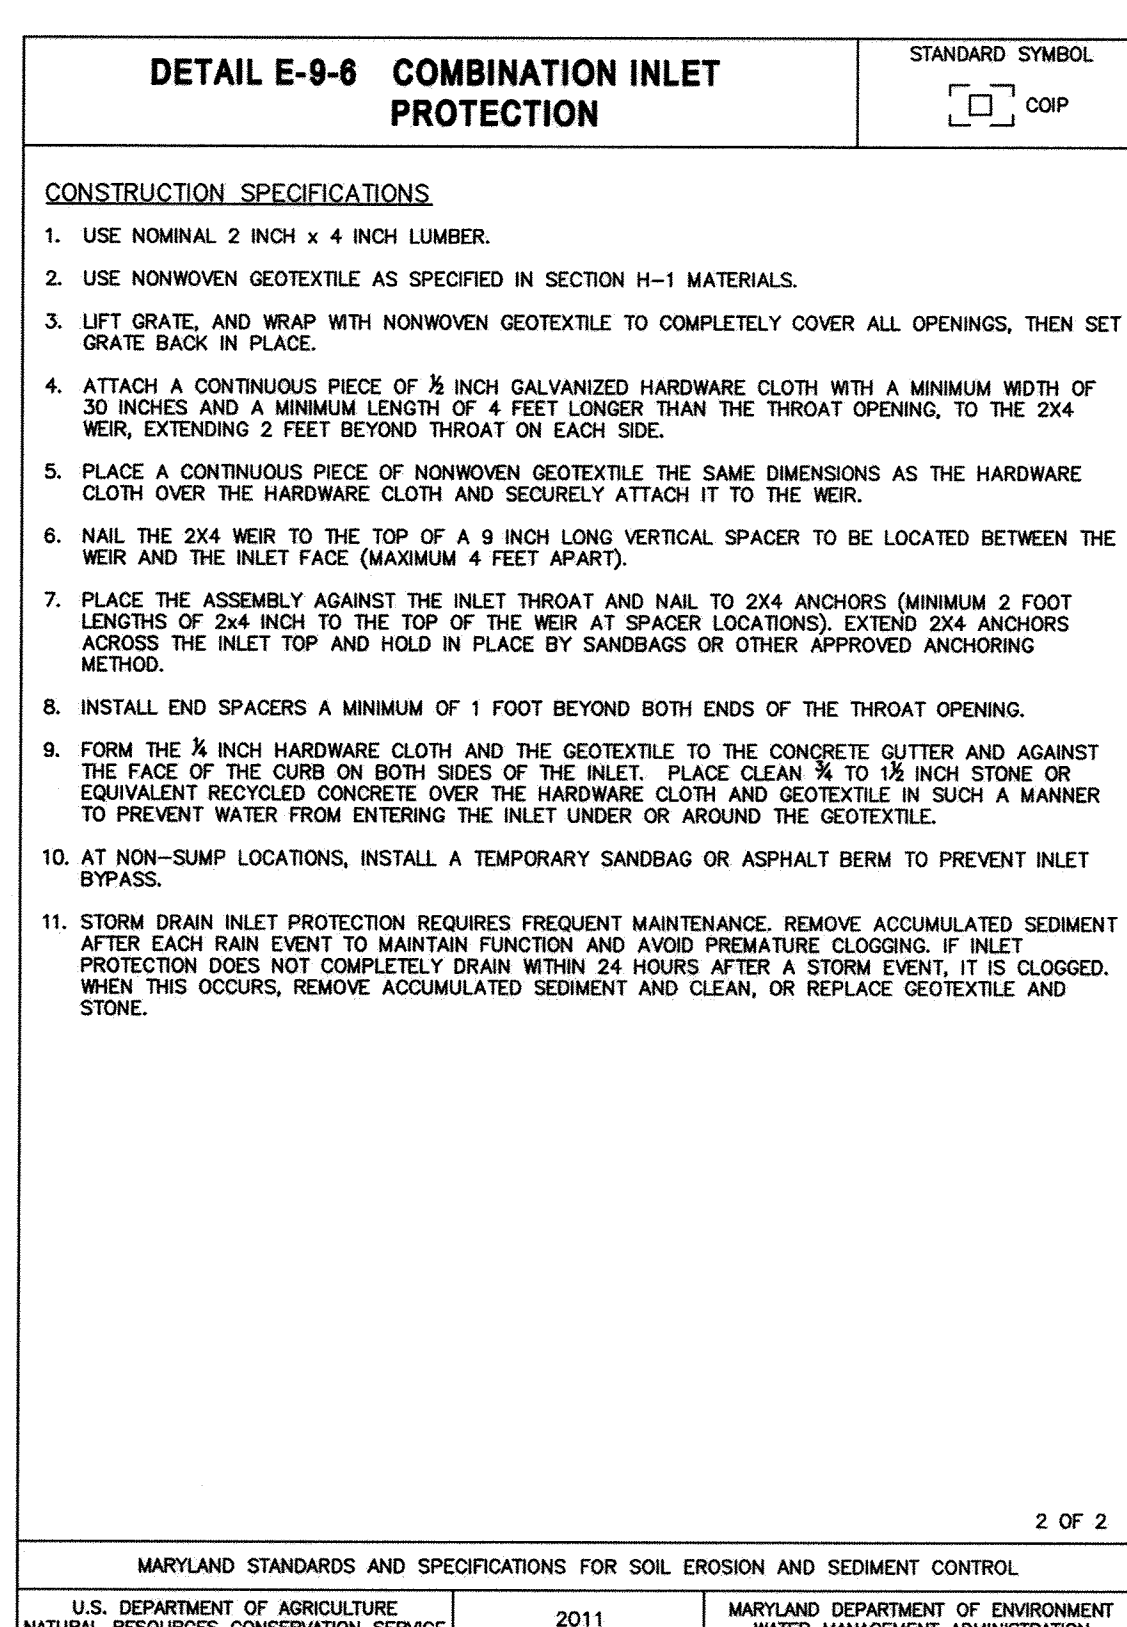 DETAIL E-9-6 COMBINATION INLET
PROTECTION
STANDARD SYMBOL
COIP
CONSTRUCTION SPECIFICATIONS
1. USE NOMINAL 2 INCH x 4 INCH LUMBER.
2. USE NONWOVEN GEOTEXTILE AS SPECIFIED IN SECTION H-1 MATERIALS.
3. LIFT GRATE, AND WRAP WITH NONWOVEN GEOTEXTILE TO COMPLETELY COVER ALL OPENINGS, THEN SET
GRATE BACK IN PLACE.
4. ATTACH A CONTINUOUS PIECE OF ½ INCH GALVANIZED HARDWARE CLOTH WITH A MINIMUM WIDTH OF
30 INCHES AND A MINIMUM LENGTH OF 4 FEET LONGER THAN THE THROAT OPENING, TO THE 2X4
WEIR, EXTENDING 2 FEET BEYOND THROAT ON EACH SIDE.
5. PLACE A CONTINUOUS PIECE OF NONWOVEN GEOTEXTILE THE SAME DIMENSIONS AS THE HARDWARE
CLOTH OVER THE HARDWARE CLOTH AND SECURELY ATTACH IT TO THE WEIR.
6. NAIL THE 2X4 WEIR TO THE TOP OF A 9 INCH LONG VERTICAL SPACER TO BE LOCATED BETWEEN THE
WEIR AND THE INLET FACE (MAXIMUM 4 FEET APART).
7. PLACE THE ASSEMBLY AGAINST THE INLET THROAT AND NAIL TO 2X4 ANCHORS (MINIMUM 2 FOOT
LENGTHS OF 2x4 INCH TO THE TOP OF THE WEIR AT SPACER LOCATIONS). EXTEND 2X4 ANCHORS
ACROSS THE INLET TOP AND HOLD IN PLACE BY SANDBAGS OR OTHER APPROVED ANCHORING
METHOD.
8. INSTALL END SPACERS A MINIMUM OF 1 FOOT BEYOND BOTH ENDS OF THE THROAT OPENING.
9. FORM THE ¼ INCH HARDWARE CLOTH AND THE GEOTEXTILE TO THE CONCRETE GUTTER AND AGAINST
THE FACE OF THE CURB ON BOTH SIDES OF THE INLET. PLACE CLEAN ¾ TO 1½ INCH STONE OR
EQUIVALENT RECYCLED CONCRETE OVER THE HARDWARE CLOTH AND GEOTEXTILE IN SUCH A MANNER
TO PREVENT WATER FROM ENTERING THE INLET UNDER OR AROUND THE GEOTEXTILE.
10. AT NON-SUMP LOCATIONS, INSTALL A TEMPORARY SANDBAG OR ASPHALT BERM TO PREVENT INLET
BYPASS.
11. STORM DRAIN INLET PROTECTION REQUIRES FREQUENT MAINTENANCE. REMOVE ACCUMULATED SEDIMENT
AFTER EACH RAIN EVENT TO MAINTAIN FUNCTION AND AVOID PREMATURE CLOGGING. IF INLET
PROTECTION DOES NOT COMPLETELY DRAIN WITHIN 24 HOURS AFTER A STORM EVENT, IT IS CLOGGED.
WHEN THIS OCCURS, REMOVE ACCUMULATED SEDIMENT AND CLEAN, OR REPLACE GEOTEXTILE AND
STONE.
2 OF 2
MARYLAND STANDARDS AND SPECIFICATIONS FOR SOIL EROSION AND SEDIMENT CONTROL
U.S. DEPARTMENT OF AGRICULTURE
NATURAL RESOURCES CONSERVATION SERVICE
2011
MARYLAND DEPARTMENT OF ENVIRONMENT
WATER MANAGEMENT ADMINISTRATION